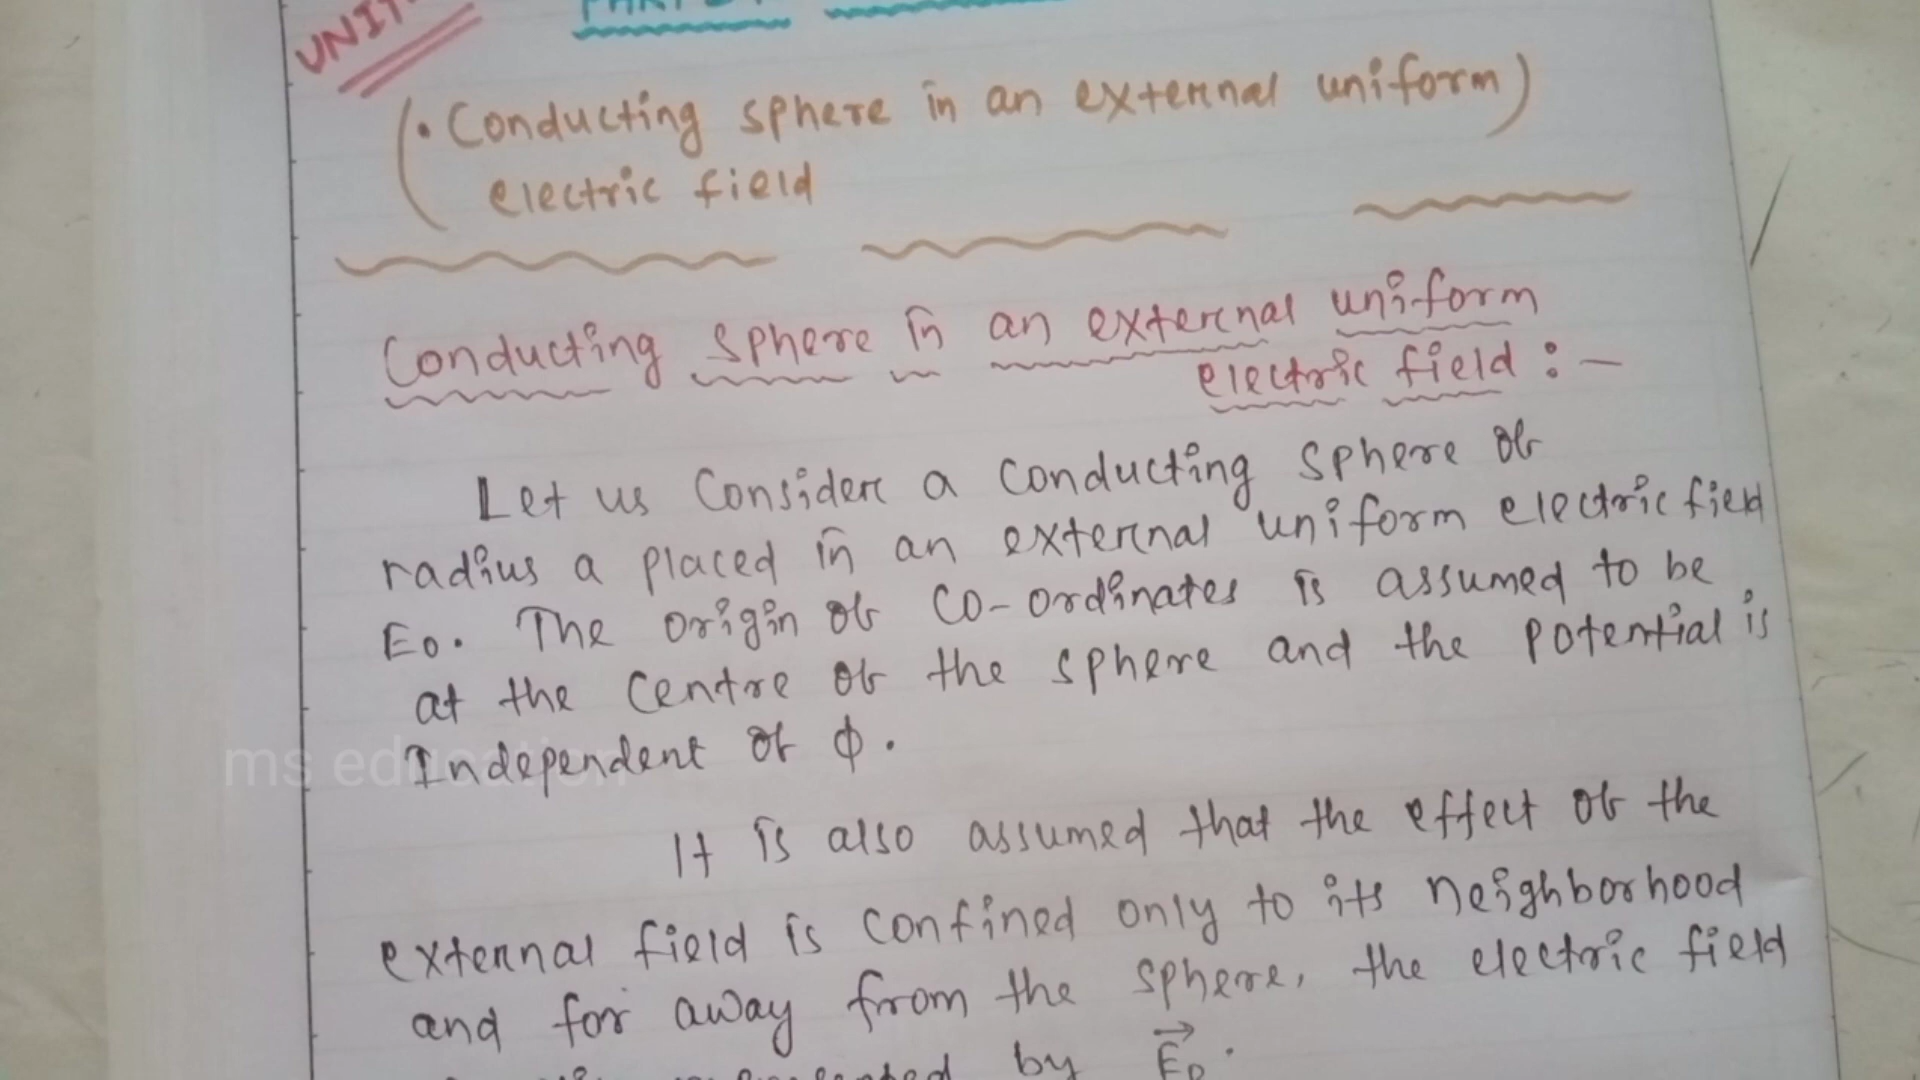 UNIT
(• Conducting sphere in an external uniform)
electric field
Conducting sphere in an external uniform
electric field :-
Let us Consider a conducting sphere of
radius a placed in an external uniform electric field
E0. The origin of co-ordinates is assumed to be
at the centre of the sphere and the potential is
Independent of ϕ.
It is also assumed that the effect of the
external field is confined only to its neighborhood
and for away from the sphere, the electric field
by E⃗0.
ms education